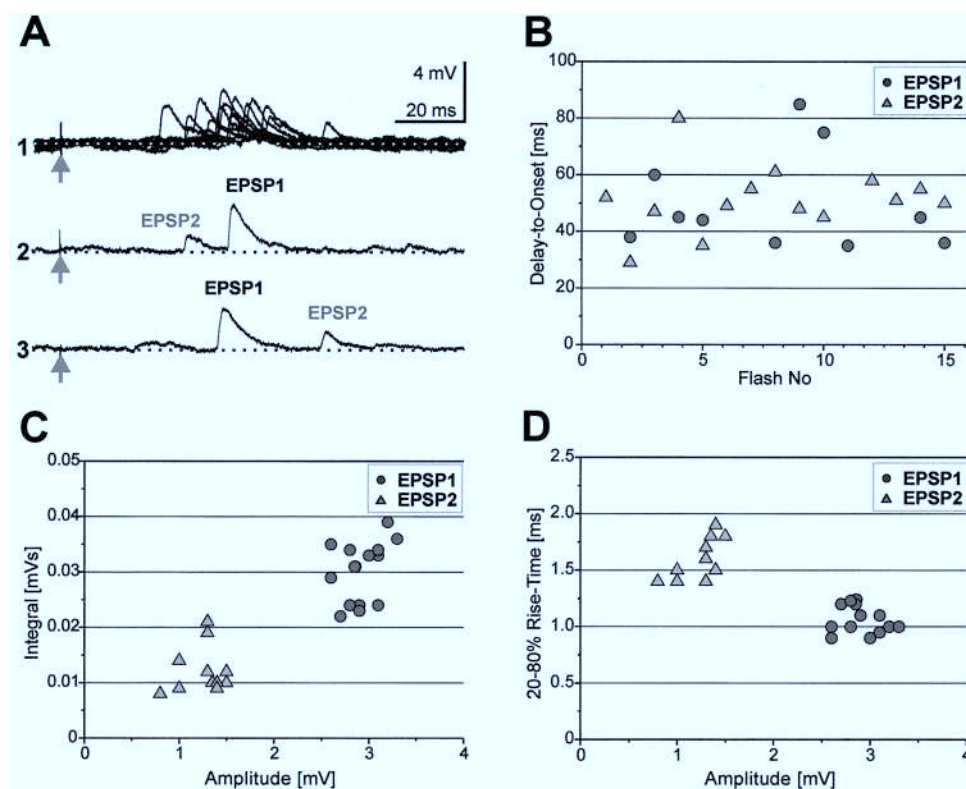 A
4 mV
20 ms
1
EPSP1
EPSP2
2
EPSP1
EPSP2
3
B
EPSP1
EPSP2
100
80
60
40
20
0
0
5
10
15
Delay-to-Onset [ms]
Flash No
C
EPSP1
EPSP2
0.05
0.04
0.03
0.02
0.01
0
0
1
2
3
4
Integral [mVs]
Amplitude [mV]
D
EPSP1
EPSP2
2.5
2.0
1.5
1.0
0.5
0
0
1
2
3
4
20-80% Rise-Time [ms]
Amplitude [mV]